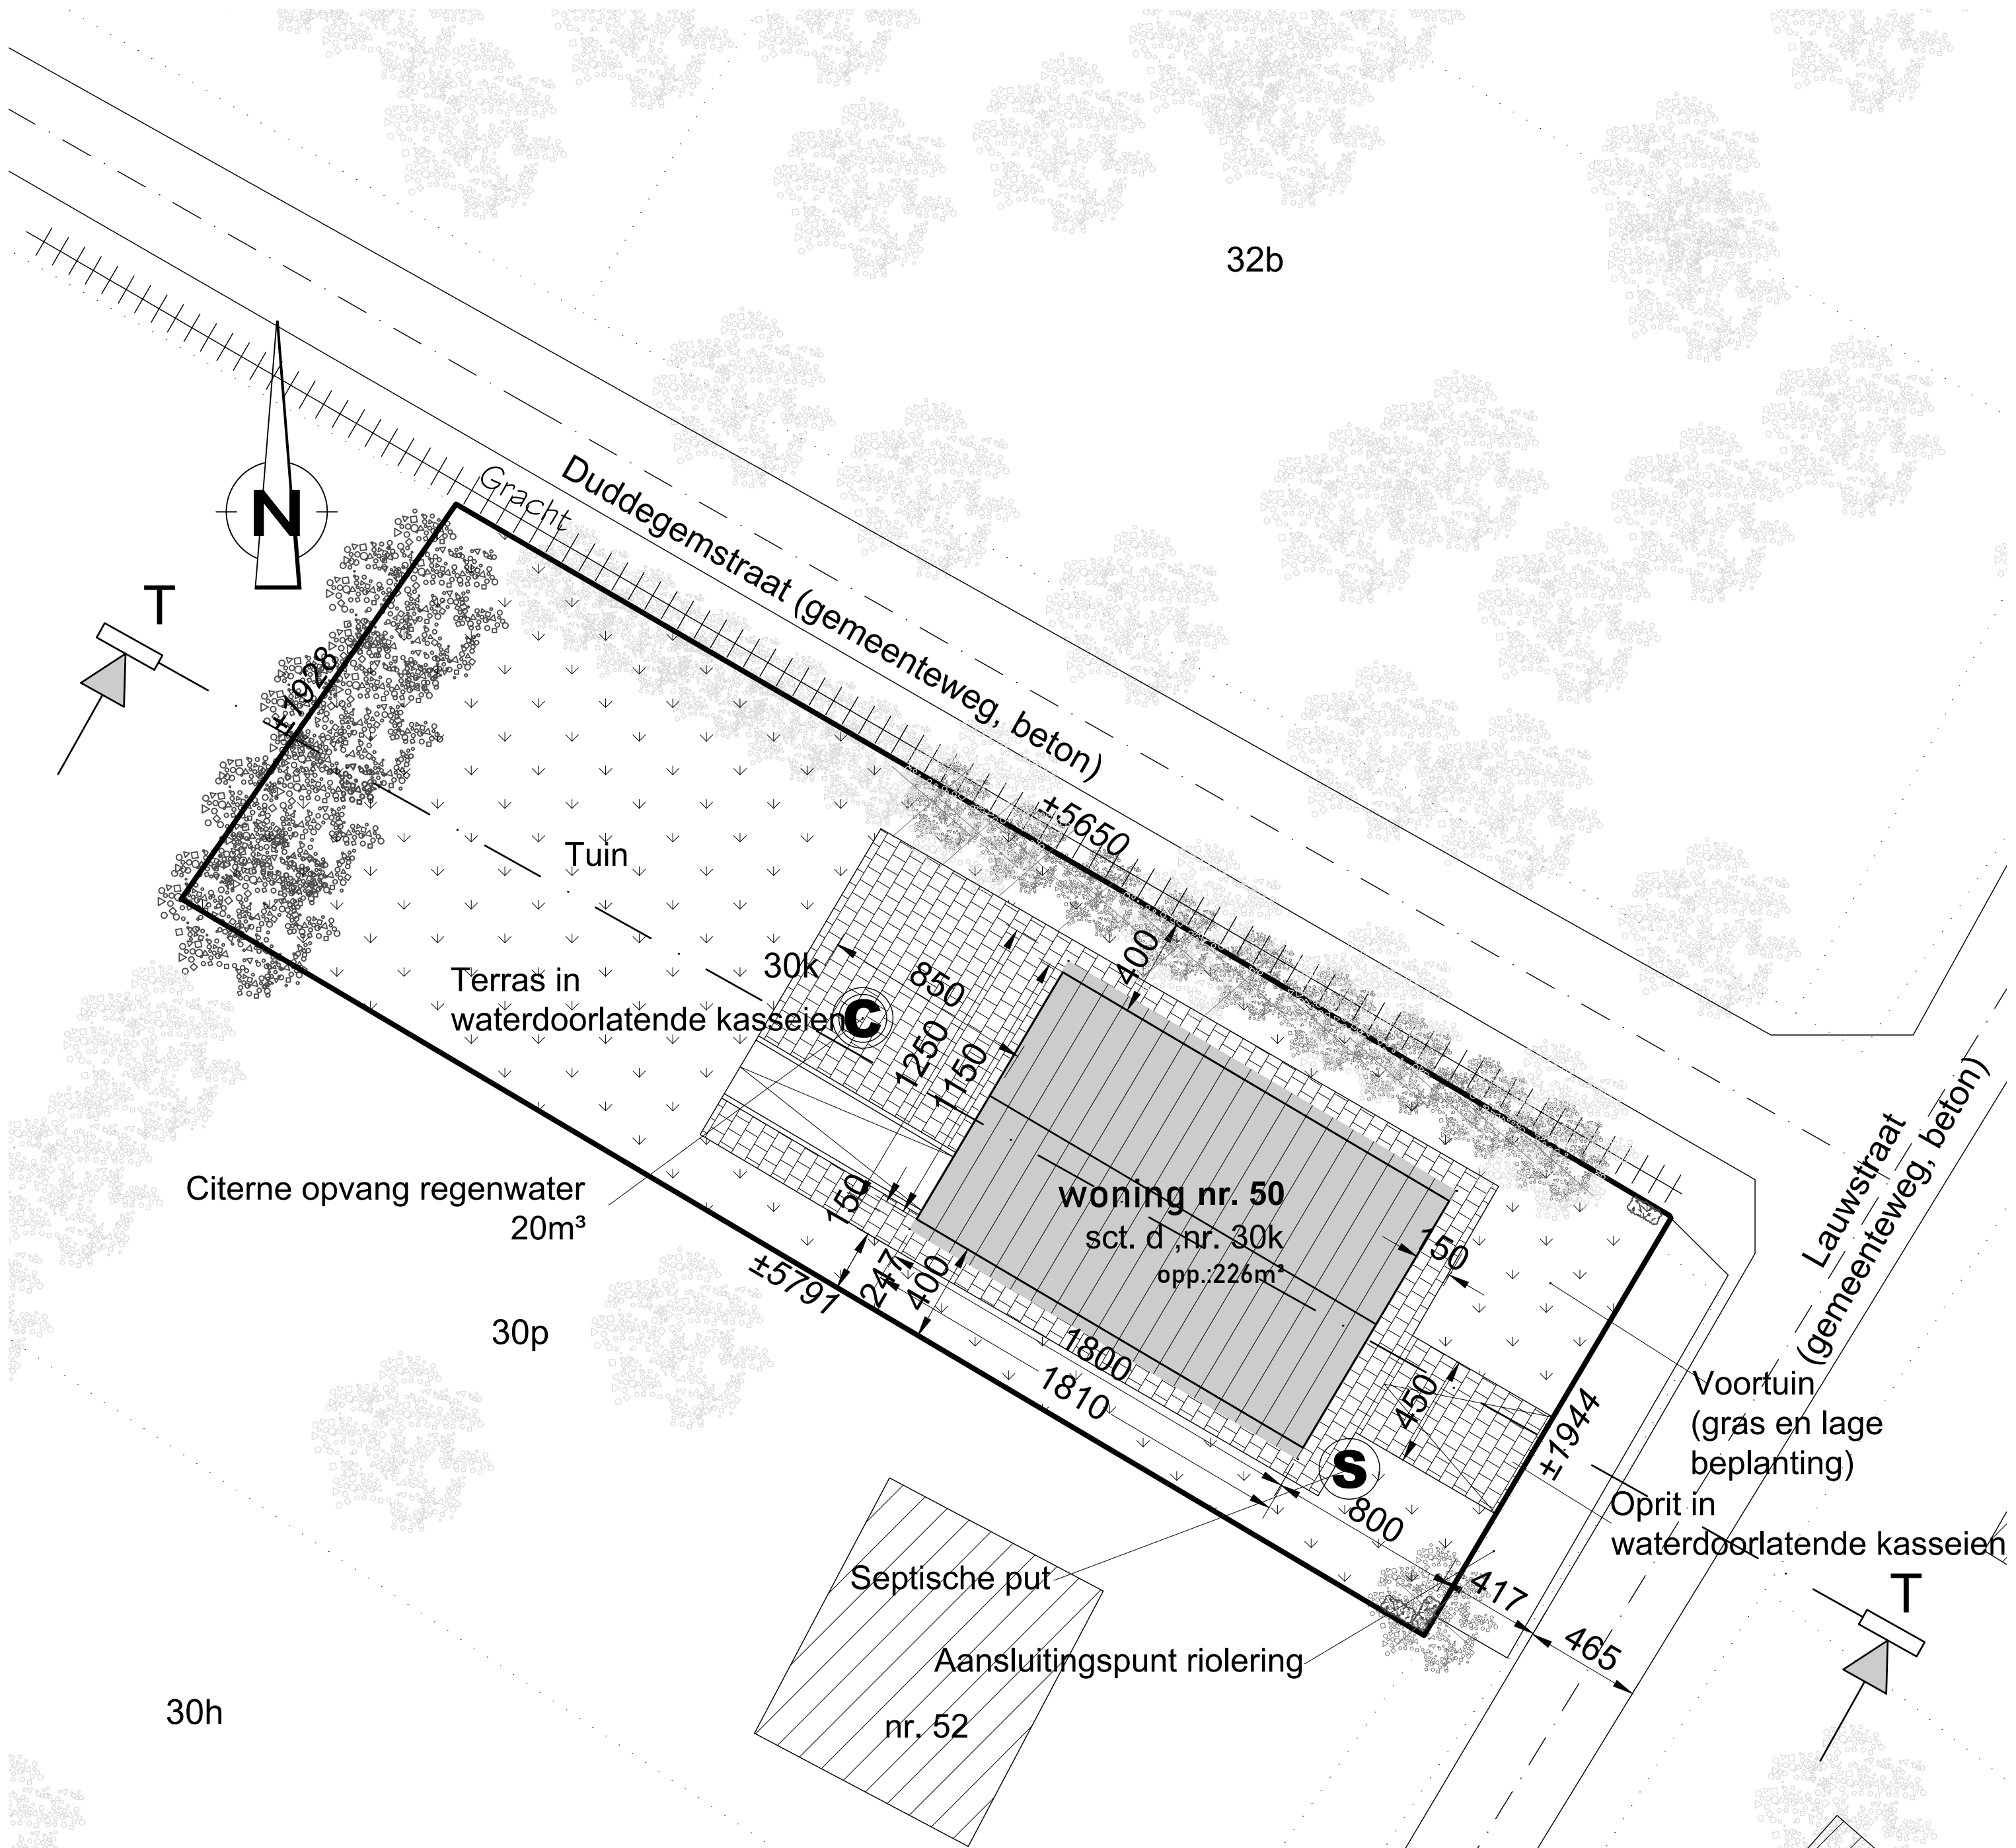 32b
Gracht
Duddegemstraat (gemeenteweg, beton)
N
T
±1928
±5650
Tuin
30k
Terras in
waterdoorlatende kasseien
C
850
400
1250
1150
Lauwstraat
(gemeenteweg, beton)
Citerne opvang regenwater
20m³
150
woning nr. 50
sct. d ,nr. 30k
opp.:226m²
150
±5791
247
400
30p
1800
1810
450
±1944
Voortuin
(gras en lage
beplanting)
S
800
Oprit in
waterdoorlatende kasseien
Septische put
417
T
465
Aansluitingspunt riolering
30h
nr. 52